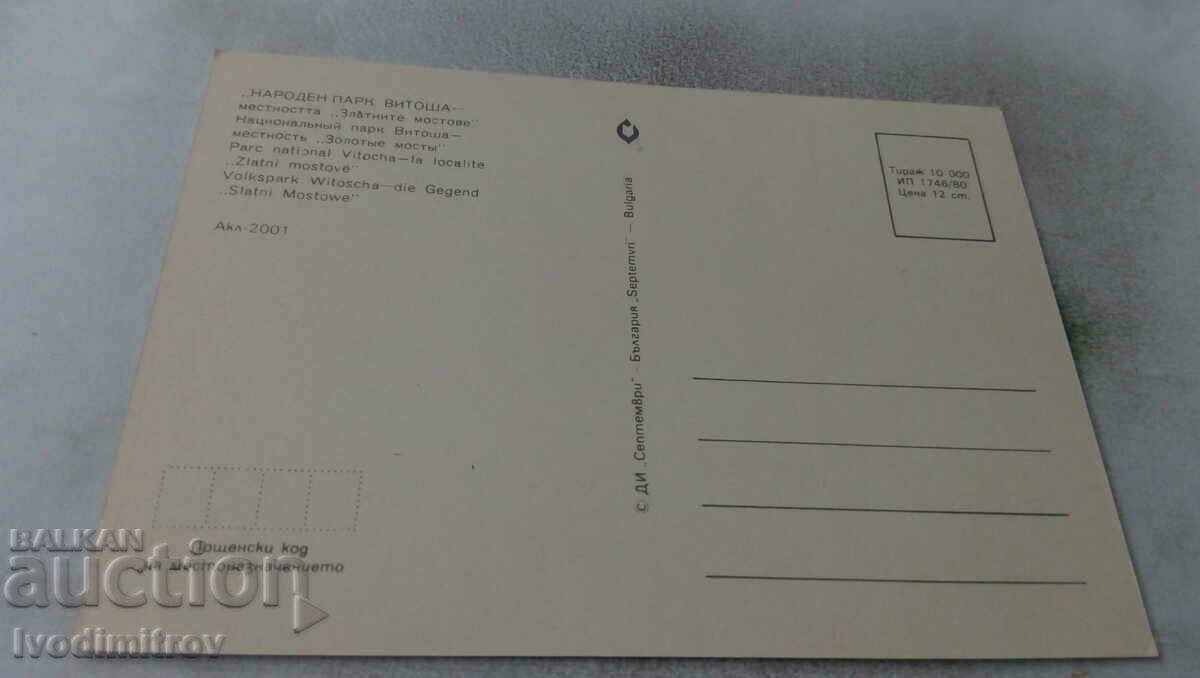 „НАРОДЕН ПАРК ВИТОША—
местността „Златните мостове"
Национальный парк Витоша—
местность „Золотые мосты"
Parc national Vitocha—la localite
„Zlatni mostove"
Volkspark Witoscha—die Gegend
„Slatni Mostowe"
Акл-2001
Тираж 10 000
ИП 1746/80
Цена 12 ст.
© ДИ „Септември" - България „Septemvri" — Bulgaria
Пощенски код
на местоназначението
BALKAN
auction
Ivodimitrov